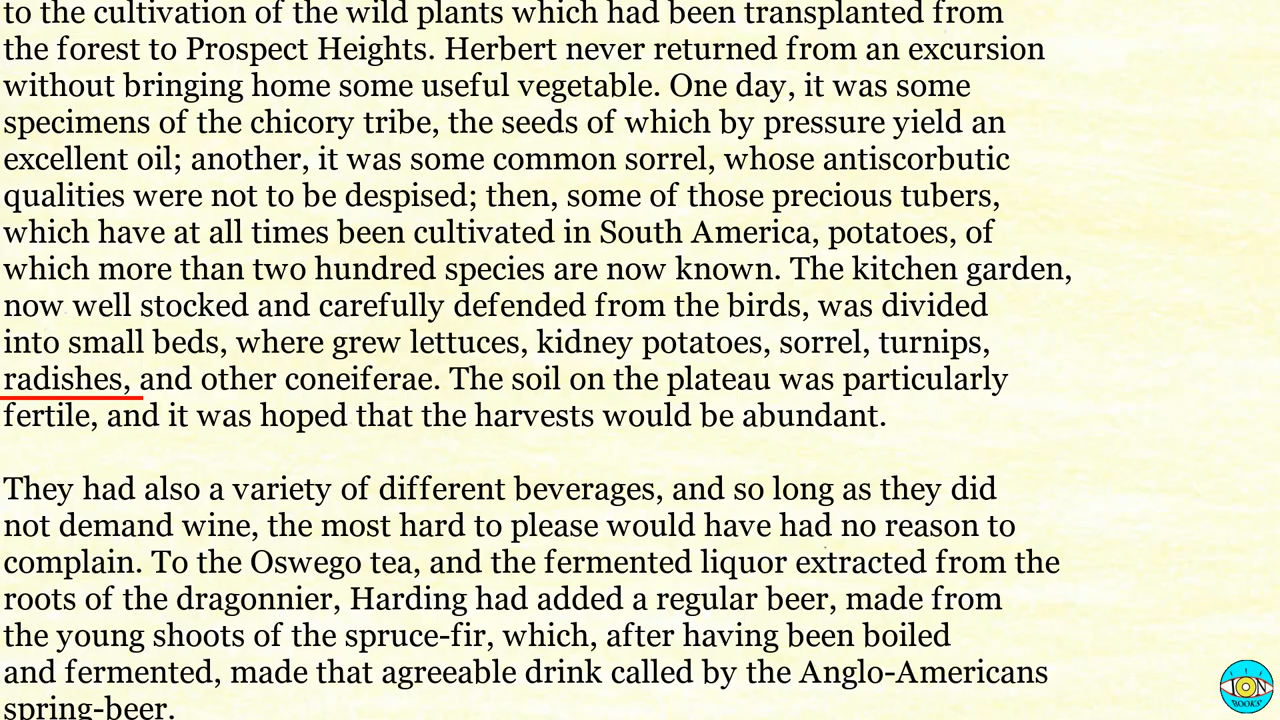 to the cultivation of the wild plants which had been transplanted from
the forest to Prospect Heights. Herbert never returned from an excursion
without bringing home some useful vegetable. One day, it was some
specimens of the chicory tribe, the seeds of which by pressure yield an
excellent oil; another, it was some common sorrel, whose antiscorbutic
qualities were not to be despised; then, some of those precious tubers,
which have at all times been cultivated in South America, potatoes, of
which more than two hundred species are now known. The kitchen garden,
now well stocked and carefully defended from the birds, was divided
into small beds, where grew lettuces, kidney potatoes, sorrel, turnips,
radishes, and other coneiferae. The soil on the plateau was particularly
fertile, and it was hoped that the harvests would be abundant.
They had also a variety of different beverages, and so long as they did
not demand wine, the most hard to please would have had no reason to
complain. To the Oswego tea, and the fermented liquor extracted from the
roots of the dragonnier, Harding had added a regular beer, made from
the young shoots of the spruce-fir, which, after having been boiled
and fermented, made that agreeable drink called by the Anglo-Americans
spring-beer.
ION
BOOKS